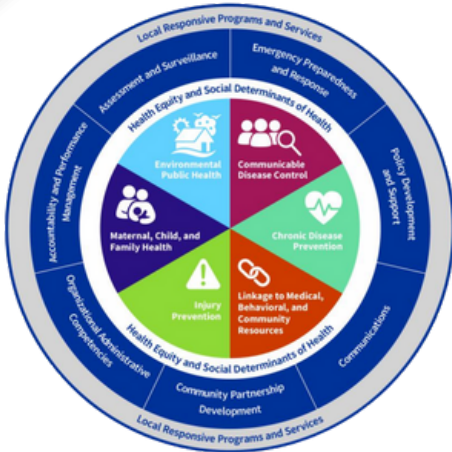 Local Responsive Programs and Services
Assessment and Surveillance
Emergency Preparedness
and Response
Health Equity and Social Determinants of Health
Environmental
Public Health
Communicable
Disease Control
Accountability and Performance
Management
Policy Development
and Support
Maternal, Child, and
Family Health
Chronic Disease
Prevention
Injury
Prevention
Linkage to Medical,
Behavioral, and
Community
Resources
Organizational Administrative
Competencies
Communications
Health Equity and Social Determinants of Health
Community Partnership
Development
Local Responsive Programs and Services